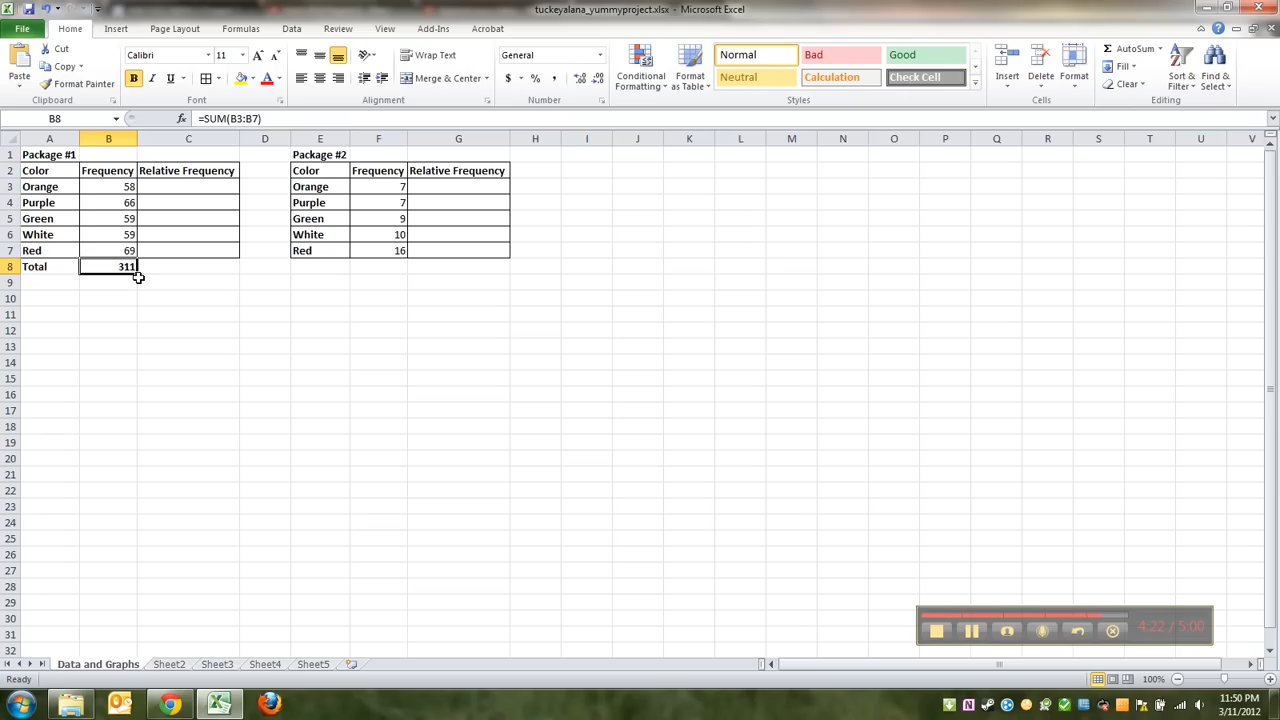 tuckeyalana_yummyproject.xlsx - Microsoft Excel
File Home Insert Page Layout Formulas Data Review View Add-Ins Acrobat
Paste
Cut
Copy
Format Painter
Clipboard
Calibri 11
B I U
Font
Wrap Text
Merge & Center
Alignment
General
$ % ,
Number
Conditional Formatting
Format as Table
Normal Bad Good
Neutral Calculation Check Cell
Styles
Insert Delete Format
Cells
AutoSum
Fill
Clear
Sort & Filter
Find & Select
Editing
B8 fx =SUM(B3:B7)
A B C D E F G H I J K L M N O P Q R S T U V
1 Package #1 Package #2
2 Color Frequency Relative Frequency Color Frequency Relative Frequency
3 Orange 58 Orange 7
4 Purple 66 Purple 7
5 Green 59 Green 9
6 White 59 White 10
7 Red 69 Red 16
8 Total 311
9
10
11
12
13
14
15
16
17
18
19
20
21
22
23
24
25
26
27
28
29
30
31
32
4:22 / 5:00
Data and Graphs Sheet2 Sheet3 Sheet4 Sheet5
Ready 100%
11:50 PM
3/11/2012